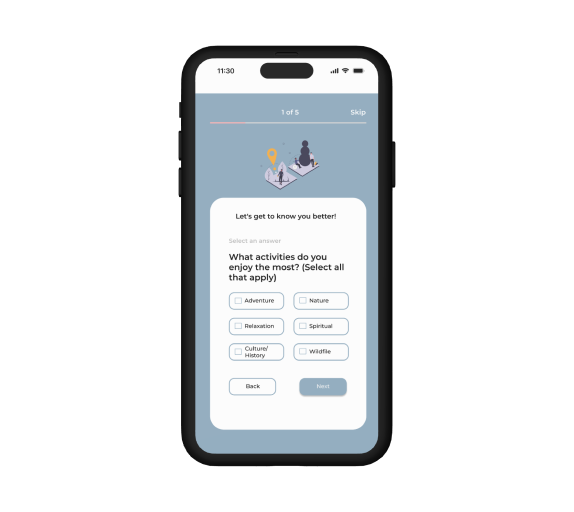 11:30
1 of 5
Skip
Let's get to know you better!
Select an answer
What activities do you
enjoy the most? (Select all
that apply)
Adventure
Nature
Relaxation
Spiritual
Culture/
History
Wildfile
Back
Next